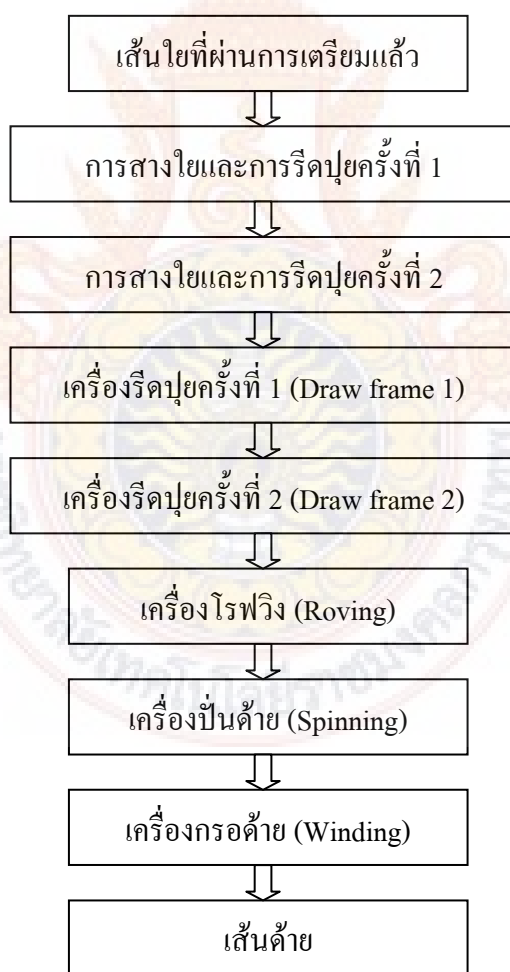 เส้นใยที่ผ่านการเตรียมแล้ว
การสางใยและการรีดปุยครั้งที่ 1
การสางใยและการรีดปุยครั้งที่ 2
เครื่องรีดปุยครั้งที่ 1 (Draw frame 1)
เครื่องรีดปุยครั้งที่ 2 (Draw frame 2)
เครื่องโรฟวิง (Roving)
เครื่องปั่นด้าย (Spinning)
เครื่องกรอด้าย (Winding)
เส้นด้าย